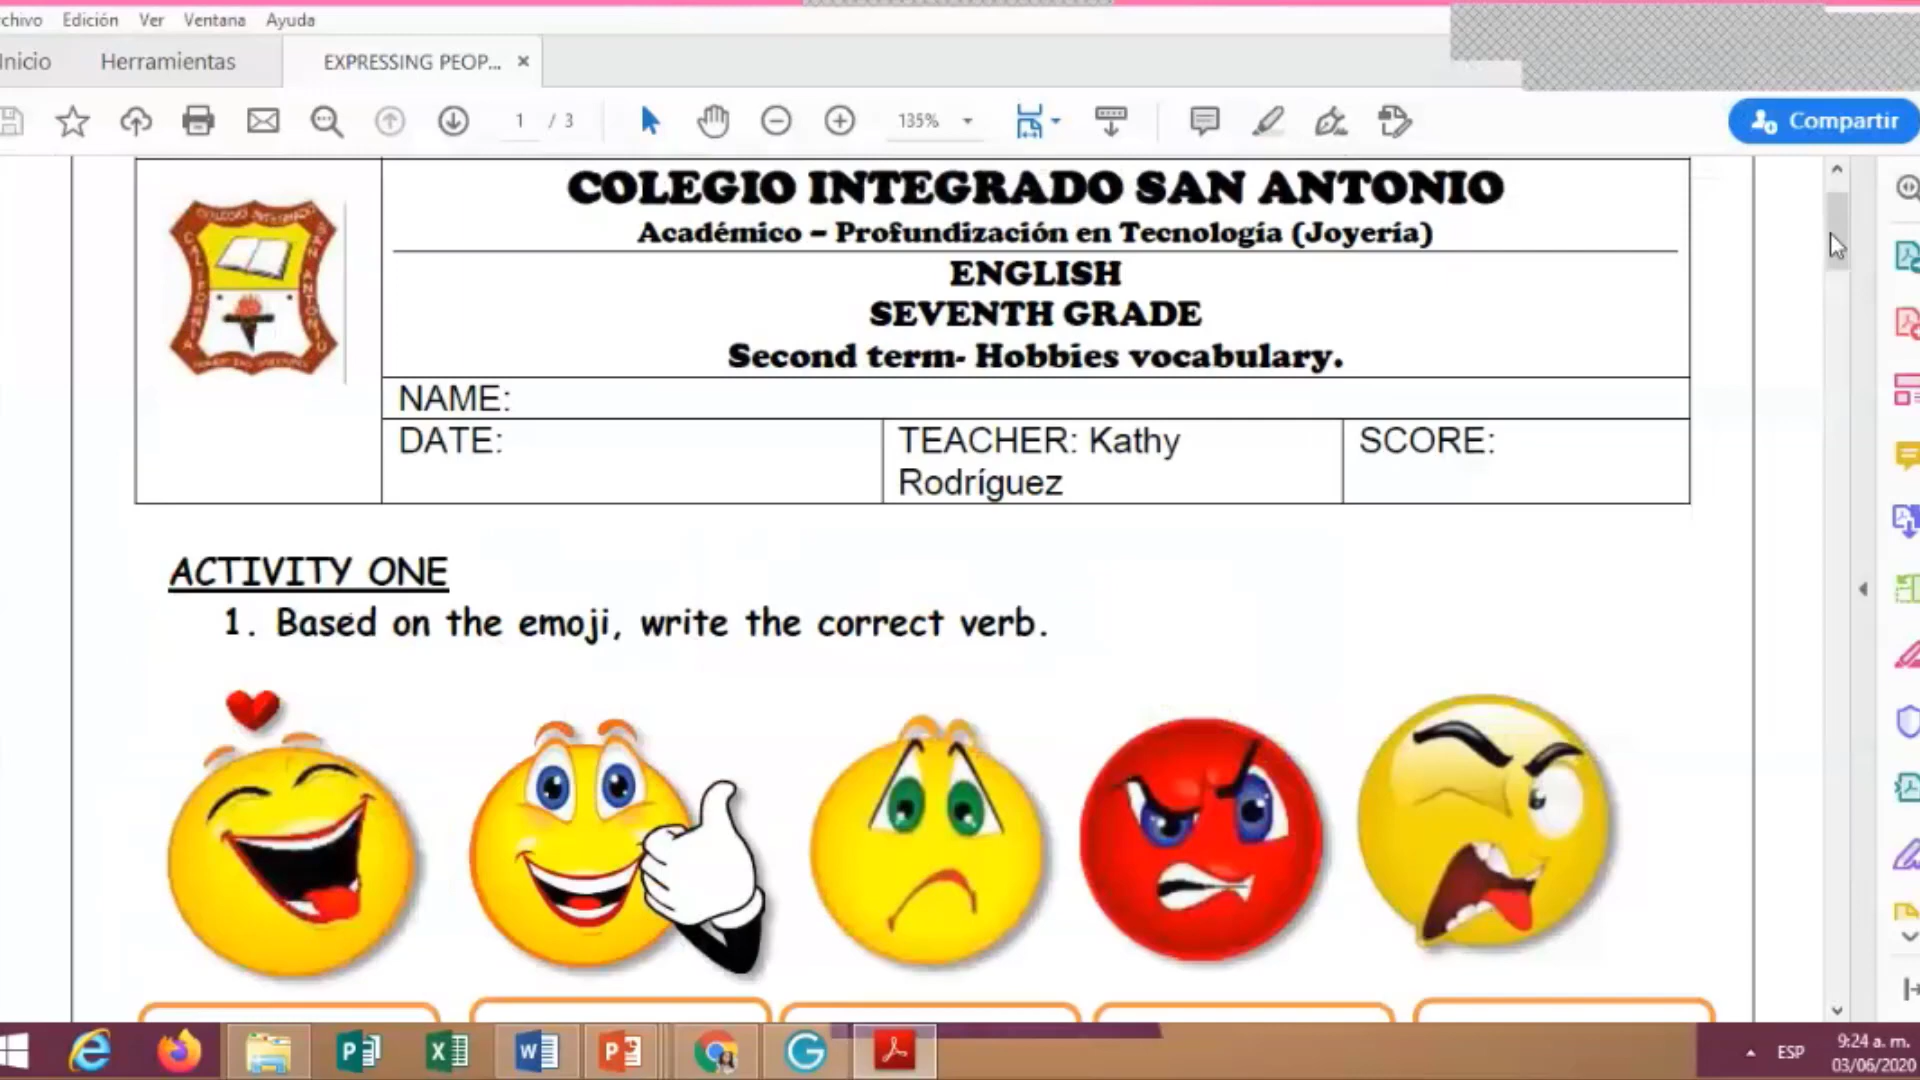 chivo Edición Ver Ventana Ayuda
Inicio Herramientas EXPRESSING PEOP... ×
1 / 3 135% Compartir
COLEGIO INTEGRADO SAN ANTONIO
Académico – Profundización en Tecnología (Joyería)
ENGLISH
SEVENTH GRADE
Second term- Hobbies vocabulary.
NAME:
DATE:
TEACHER: Kathy
Rodríguez
SCORE:
ACTIVITY ONE
1. Based on the emoji, write the correct verb.
ESP
9:24 a. m.
03/06/2020